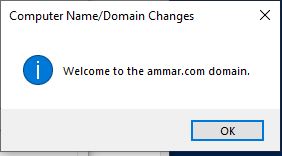 Computer Name/Domain Changes
Welcome to the ammar.com domain.
OK